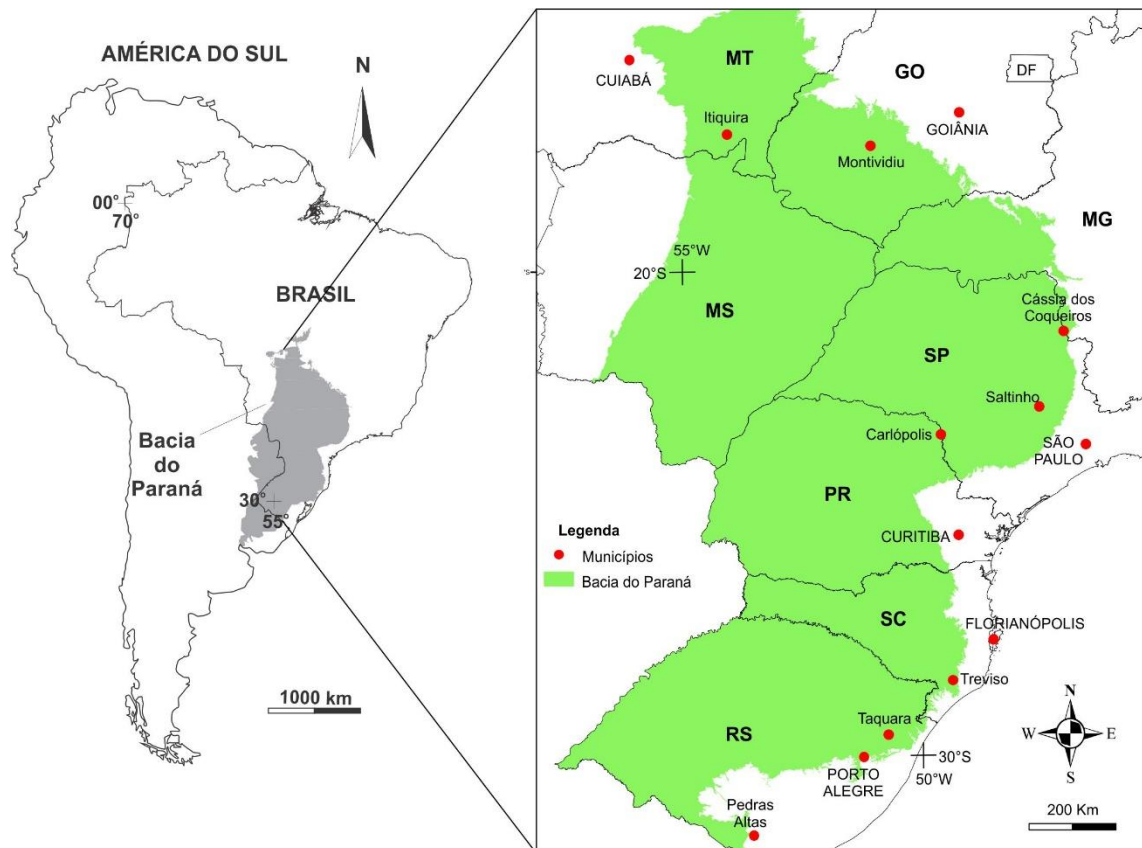 AMÉRICA DO SUL
N
00°
70°
BRASIL
Bacia
do
Paraná
30°
55°
1000 km
MT
GO
DF
CUIABÁ
Itiquira
GOIÂNIA
Montividiu
MG
55°W
20°S
MS
Cássia dos
Coqueiros
SP
Saltinho
Carlópolis
SÃO
PAULO
PR
Legenda
Municípios
Bacia do Paraná
CURITIBA
SC
FLORIANÓPOLIS
Treviso
Taquara
RS
30°S
50°W
PORTO
ALEGRE
Pedras
Altas
N
W
E
S
200 Km